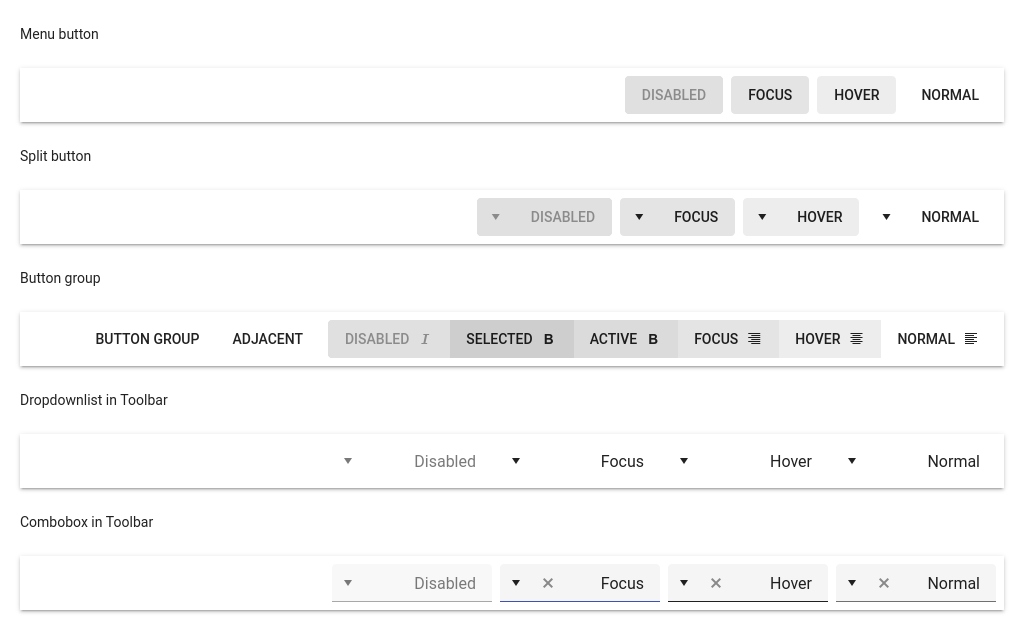 Menu button
DISABLED FOCUS HOVER NORMAL
Split button
DISABLED FOCUS HOVER NORMAL
Button group
BUTTON GROUP ADJACENT DISABLED I SELECTED B ACTIVE B FOCUS HOVER NORMAL
Dropdownlist in Toolbar
Disabled Focus Hover Normal
Combobox in Toolbar
Disabled Focus Hover Normal